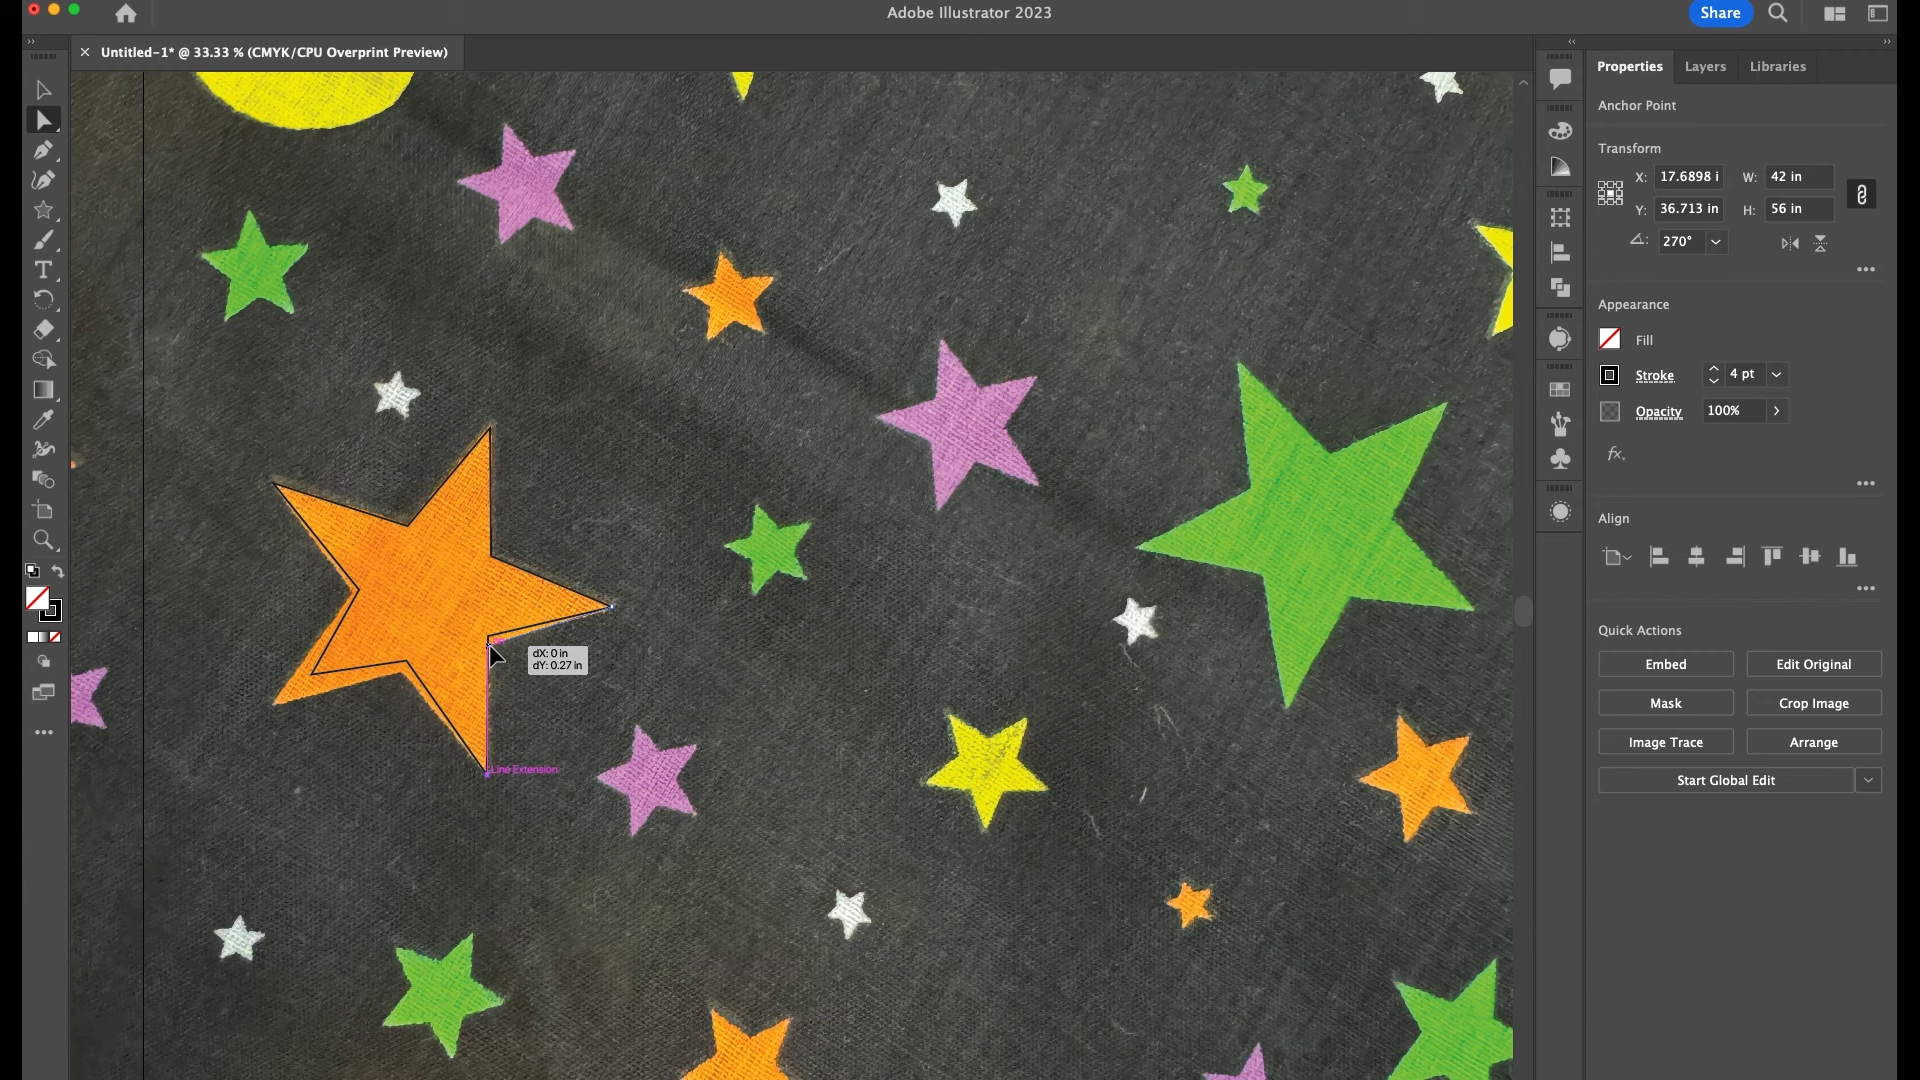 Adobe Illustrator 2023
Share
Untitled-1* @ 33.33 % (CMYK/CPU Overprint Preview)
Properties
Layers
Libraries
Anchor Point
Transform
X: 17.6898 i
W: 42 in
Y: 36.713 in
H: 56 in
270°
Appearance
Fill
Stroke
4 pt
Opacity
100%
fx.
Align
Quick Actions
Embed
Edit Original
Mask
Crop Image
Image Trace
Arrange
Start Global Edit
dX: 0 in
dY: 0.27 in
Line Extension